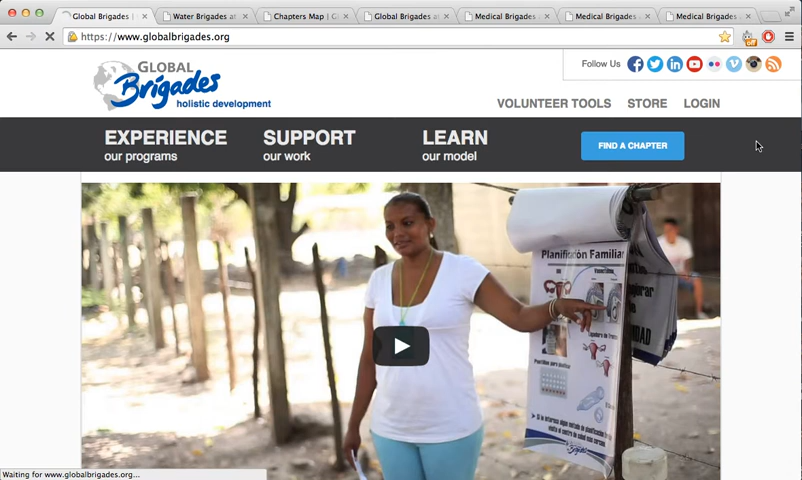 Global Brigades |
Water Brigades at
Chapters Map | G
Global Brigades at
Medical Brigades
Medical Brigades
Medical Brigades
https://www.globalbrigades.org
GLOBAL
Brigades
holistic development
Follow Us
VOLUNTEER TOOLS
STORE
LOGIN
EXPERIENCE
our programs
SUPPORT
our work
LEARN
our model
FIND A CHAPTER
Planificación Familiar
Waiting for www.globalbrigades.org...